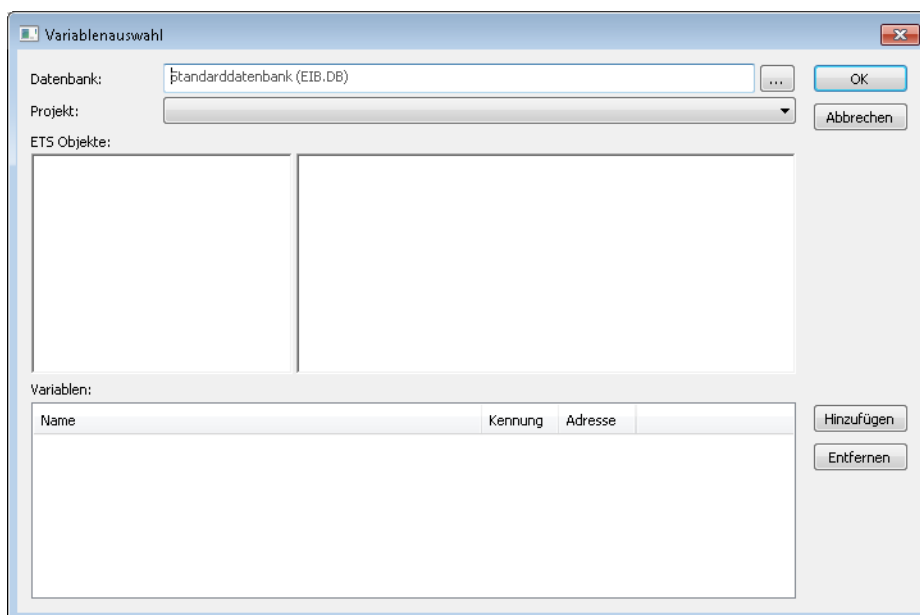 Variablenauswahl
Datenbank: Standarddatenbank (EIB.DB) ... OK
Projekt: Abbrechen
ETS Objekte:
Variablen:
Name Kennung Adresse Hinzufügen
Entfernen